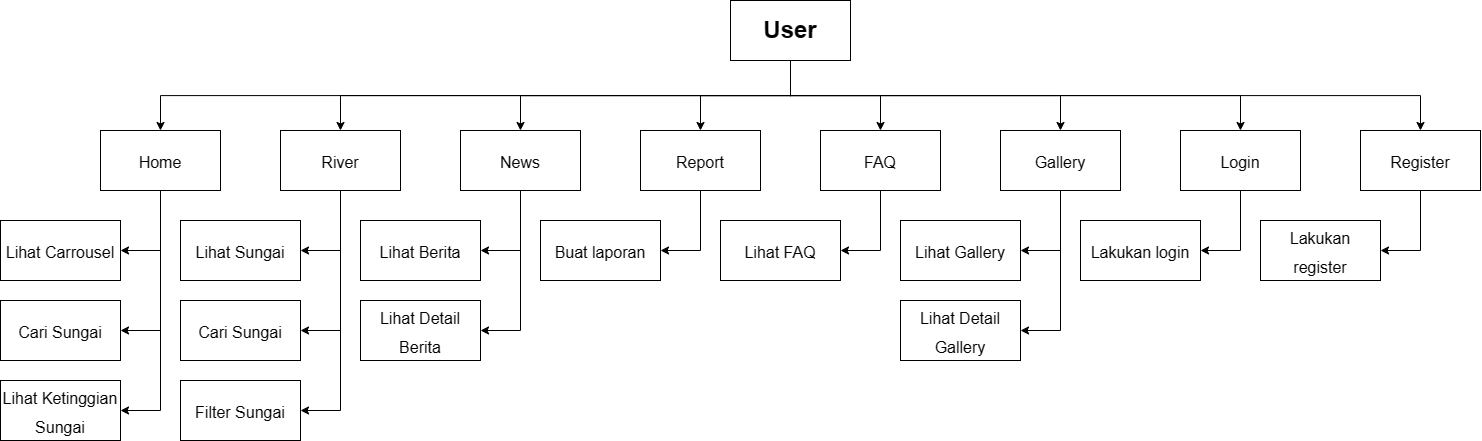 User
Home
River
News
Report
FAQ
Gallery
Login
Register
Lihat Carrousel
Lihat Sungai
Lihat Berita
Buat laporan
Lihat FAQ
Lihat Gallery
Lakukan login
Lakukan
register
Cari Sungai
Cari Sungai
Lihat Detail
Berita
Lihat Detail
Gallery
Lihat Ketinggian
Sungai
Filter Sungai